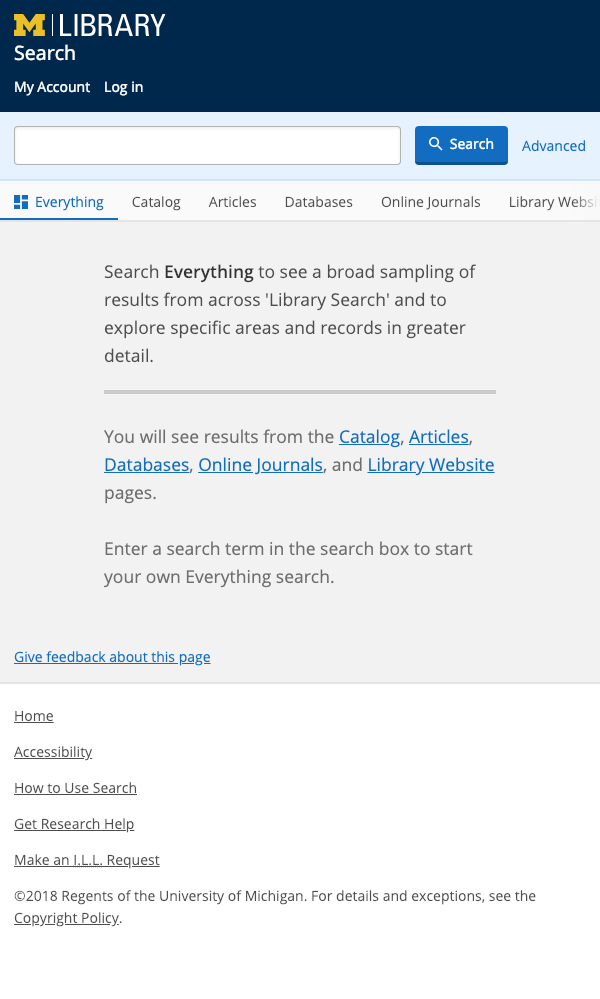 M LIBRARY
Search
My Account Log in
Search Advanced
Everything Catalog Articles Databases Online Journals Library Websi
Search Everything to see a broad sampling of
results from across 'Library Search' and to
explore specific areas and records in greater
detail.
You will see results from the Catalog, Articles,
Databases, Online Journals, and Library Website
pages.
Enter a search term in the search box to start
your own Everything search.
Give feedback about this page
Home
Accessibility
How to Use Search
Get Research Help
Make an I.L.L. Request
©2018 Regents of the University of Michigan. For details and exceptions, see the
Copyright Policy.